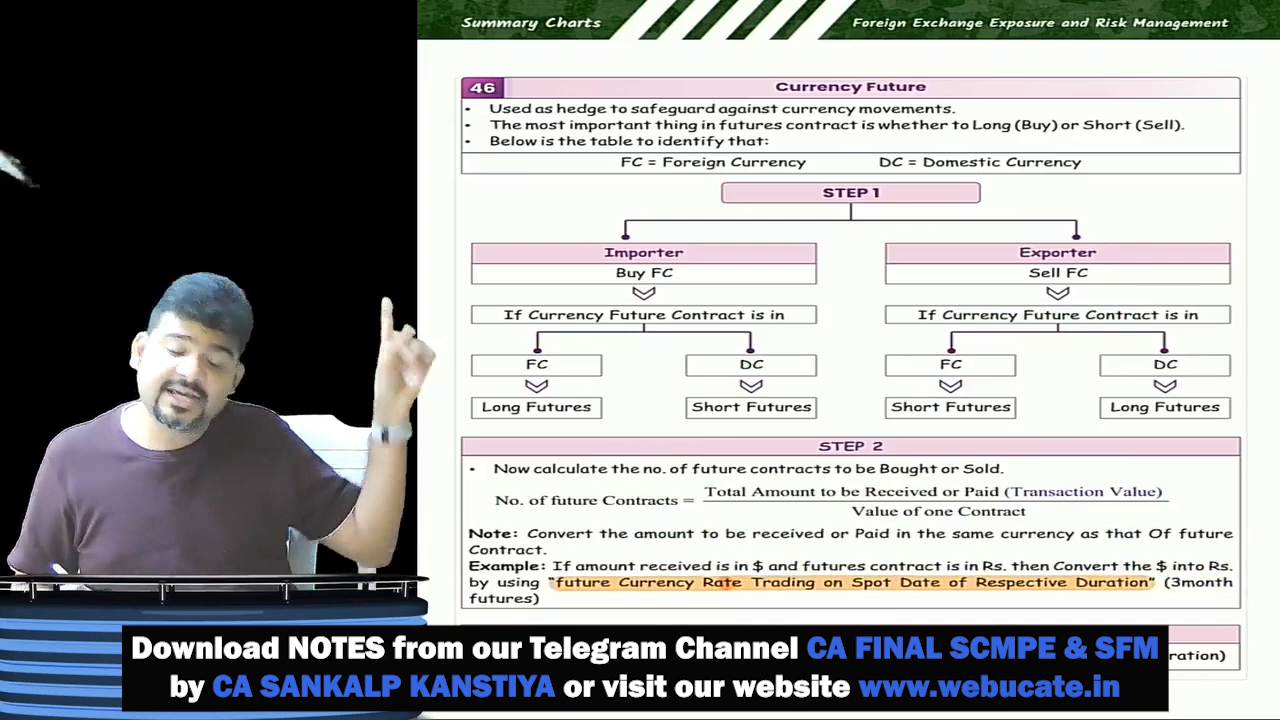 Summary Charts
Foreign Exchange Exposure and Risk Management
46
Currency Future
• Used as hedge to safeguard against currency movements.
• The most important thing in futures contract is whether to Long (Buy) or Short (Sell).
• Below is the table to identify that:
FC = Foreign Currency DC = Domestic Currency
STEP 1
Importer
Buy FC
If Currency Future Contract is in
FC
DC
Long Futures
Short Futures
Exporter
Sell FC
If Currency Future Contract is in
FC
DC
Short Futures
Long Futures
STEP 2
• Now calculate the no. of future contracts to be Bought or Sold.
No. of future Contracts = Total Amount to be Received or Paid (Transaction Value)
Value of one Contract
Note: Convert the amount to be received or Paid in the same currency as that Of future
Contract.
Example: If amount received is in $ and futures contract is in Rs. then Convert the $ into Rs.
by using "future Currency Rate Trading on Spot Date of Respective Duration" (3month
futures)
ration)
Download NOTES from our Telegram Channel CA FINAL SCMPE & SFM
by CA SANKALP KANSTIYA or visit our website www.webucate.in